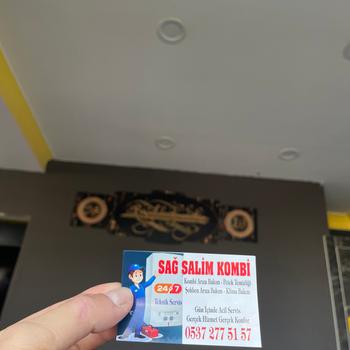 SAĞ SALİM KOMBİ
24/7
Teknik Servis
Kombi Arıza Bakım - Petek Temizliği
Şofben Arıza Bakım - Klima Bakım
Gün İçinde Acil Servis
Gerçek Hizmet Gerçek Konfor
0537 277 51 57